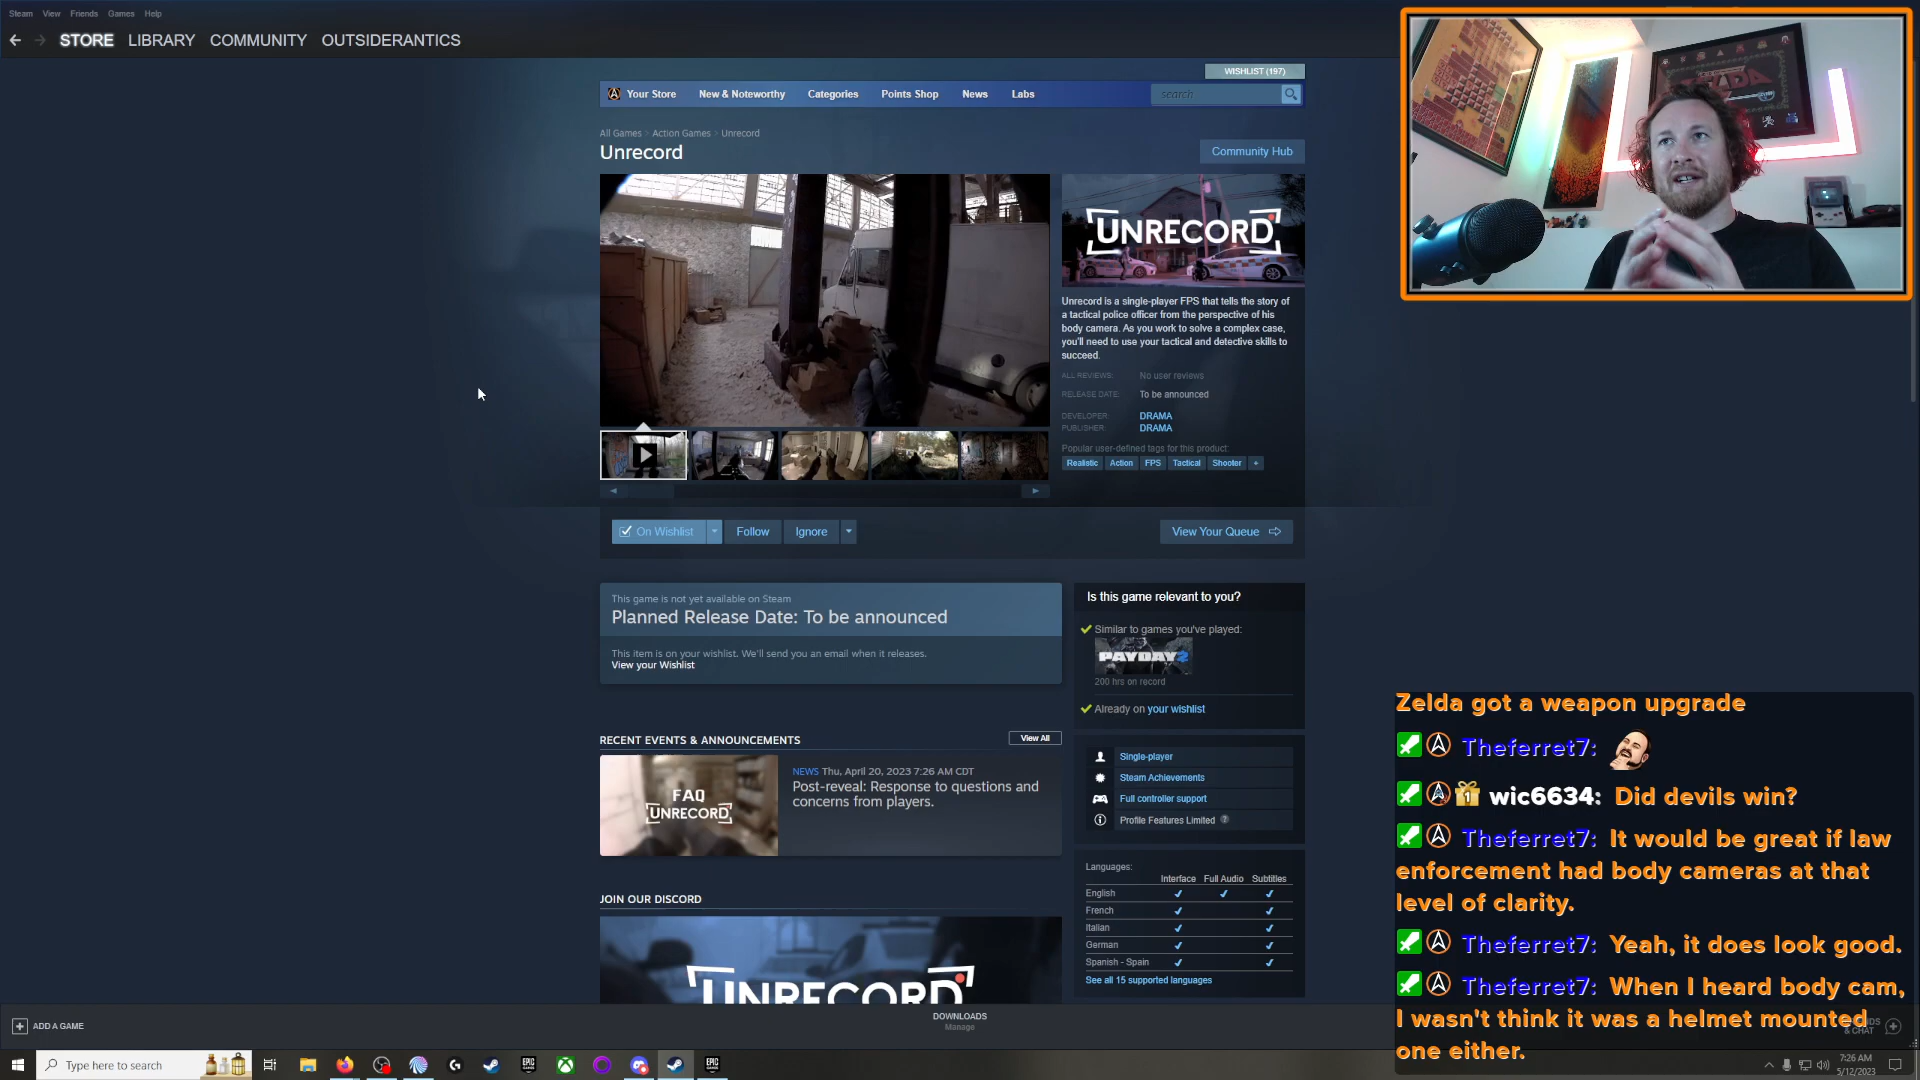 Steam View Friends Games Help
STORE LIBRARY COMMUNITY OUTSIDERANTICS
WISHLIST (197)
Your Store New & Noteworthy Categories Points Shop News Labs search
All Games > Action Games > Unrecord
Unrecord
Community Hub
UNRECORD
Unrecord is a single-player FPS that tells the story of
a tactical police officer from the perspective of his
body camera. As you work to solve a complex case,
you'll need to use your tactical and detective skills to
succeed.
ALL REVIEWS: No user reviews
RELEASE DATE: To be announced
DEVELOPER: DRAMA
PUBLISHER: DRAMA
Popular user-defined tags for this product:
Realistic Action FPS Tactical Shooter +
On Wishlist Follow Ignore View Your Queue
This game is not yet available on Steam
Planned Release Date: To be announced
This item is on your wishlist. We'll send you an email when it releases.
View your Wishlist
Is this game relevant to you?
Similar to games you've played:
PAYDAY 2
200 hrs on record
Already on your wishlist
RECENT EVENTS & ANNOUNCEMENTS
View All
FAQ
UNRECORD
NEWS Thu, April 20, 2023 7:26 AM CDT
Post-reveal: Response to questions and
concerns from players.
Single-player
Steam Achievements
Full controller support
Profile Features Limited ?
Languages:
Interface Full Audio Subtitles
English ✔ ✔ ✔
French ✔ ✔
Italian ✔ ✔
German ✔ ✔
Spanish - Spain ✔ ✔
See all 15 supported languages
JOIN OUR DISCORD
UNRECORD
ZELDA
Zelda got a weapon upgrade
Theferret7:
wic6634: Did devils win?
Theferret7: It would be great if law
enforcement had body cameras at that
level of clarity.
Theferret7: Yeah, it does look good.
Theferret7: When I heard body cam,
I wasn't think it was a helmet mounted
one either.
ADD A GAME
DOWNLOADS
Manage
& CHAT
Type here to search
EPIC
EPIC
7:26 AM
5/12/2023